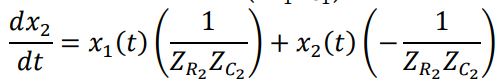 dx₂/dt = x₁(t) (1/(Z_{R₂}Z_{C₂})) + x₂(t) (−1/(Z_{R₂}Z_{C₂}))